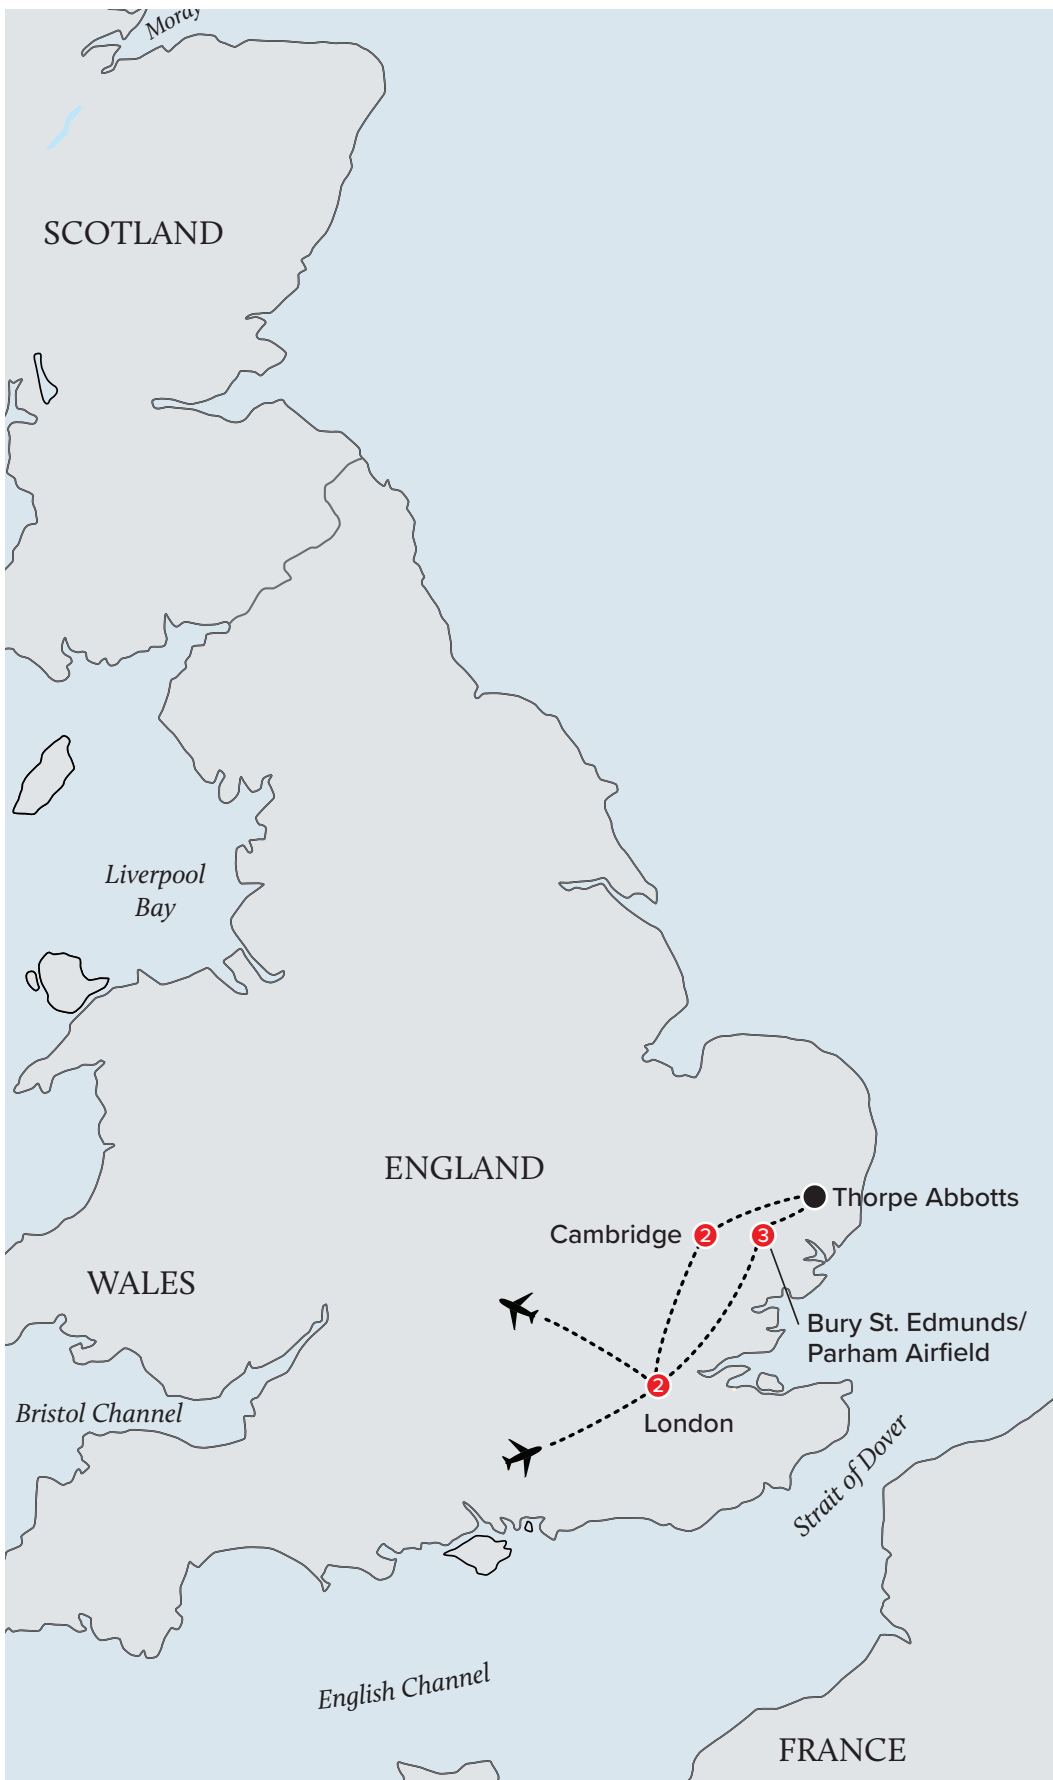 Moray
SCOTLAND
Liverpool
Bay
ENGLAND
Thorpe Abbotts
Cambridge
2
3
WALES
Bury St. Edmunds/
Parham Airfield
2
London
Bristol Channel
Strait of Dover
English Channel
FRANCE